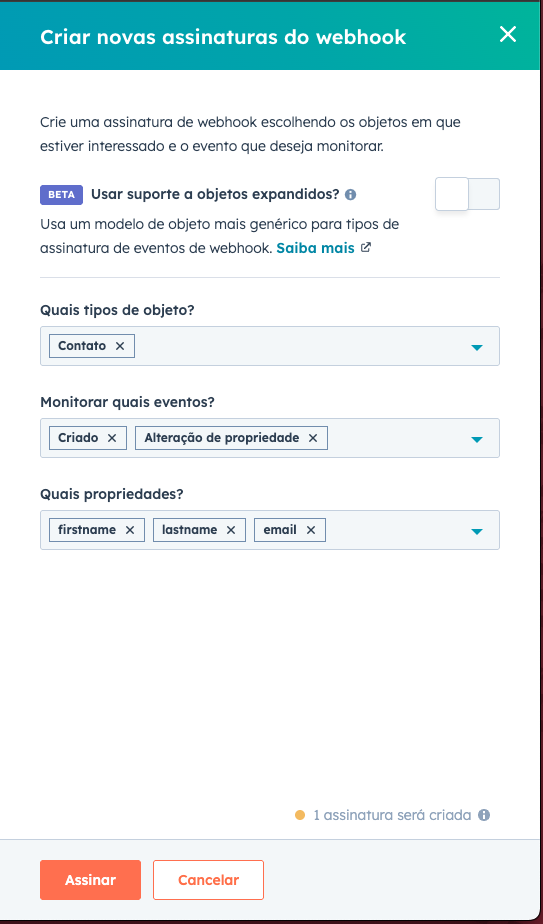 Criar novas assinaturas do webhook
Crie uma assinatura de webhook escolhendo os objetos em que
estiver interessado e o evento que deseja monitorar.
BETA Usar suporte a objetos expandidos?
Usa um modelo de objeto mais genérico para tipos de
assinatura de eventos de webhook. Saiba mais
Quais tipos de objeto?
Contato
Monitorar quais eventos?
Criado Alteração de propriedade
Quais propriedades?
firstname lastname email
1 assinatura será criada
Assinar Cancelar